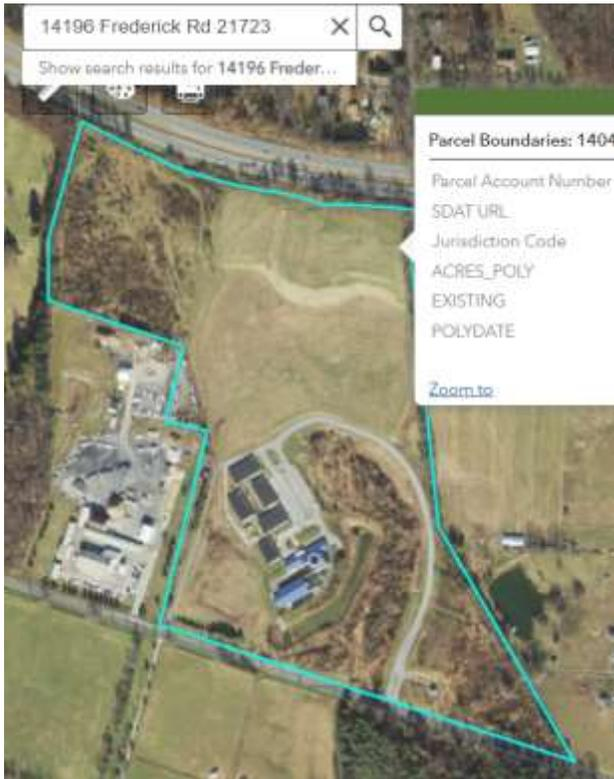 14196 Frederick Rd 21723
Show search results for 14196 Freder...
Parcel Boundaries: 1404
Parcel Account Number
SDAT URL
Jurisdiction Code
ACRES_POLY
EXISTING
POLYDATE
Zoom to